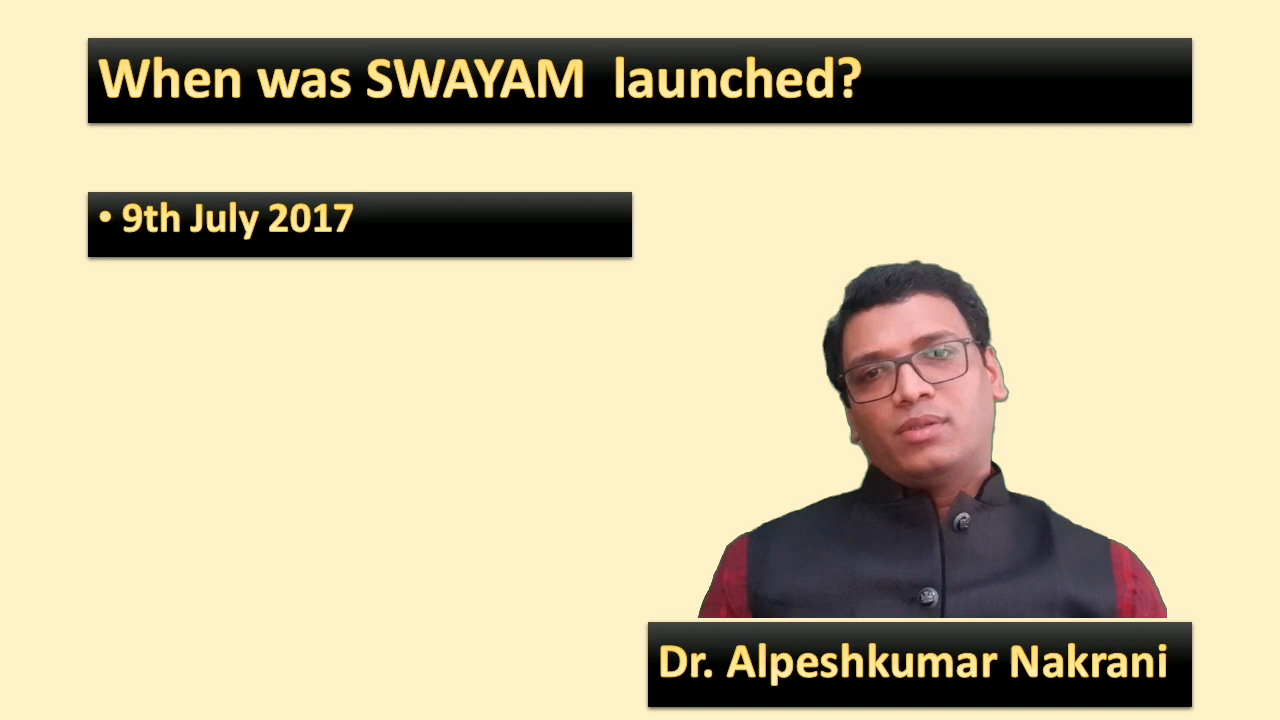 When was SWAYAM  launched?
• 9th July 2017
Dr. Alpeshkumar Nakrani